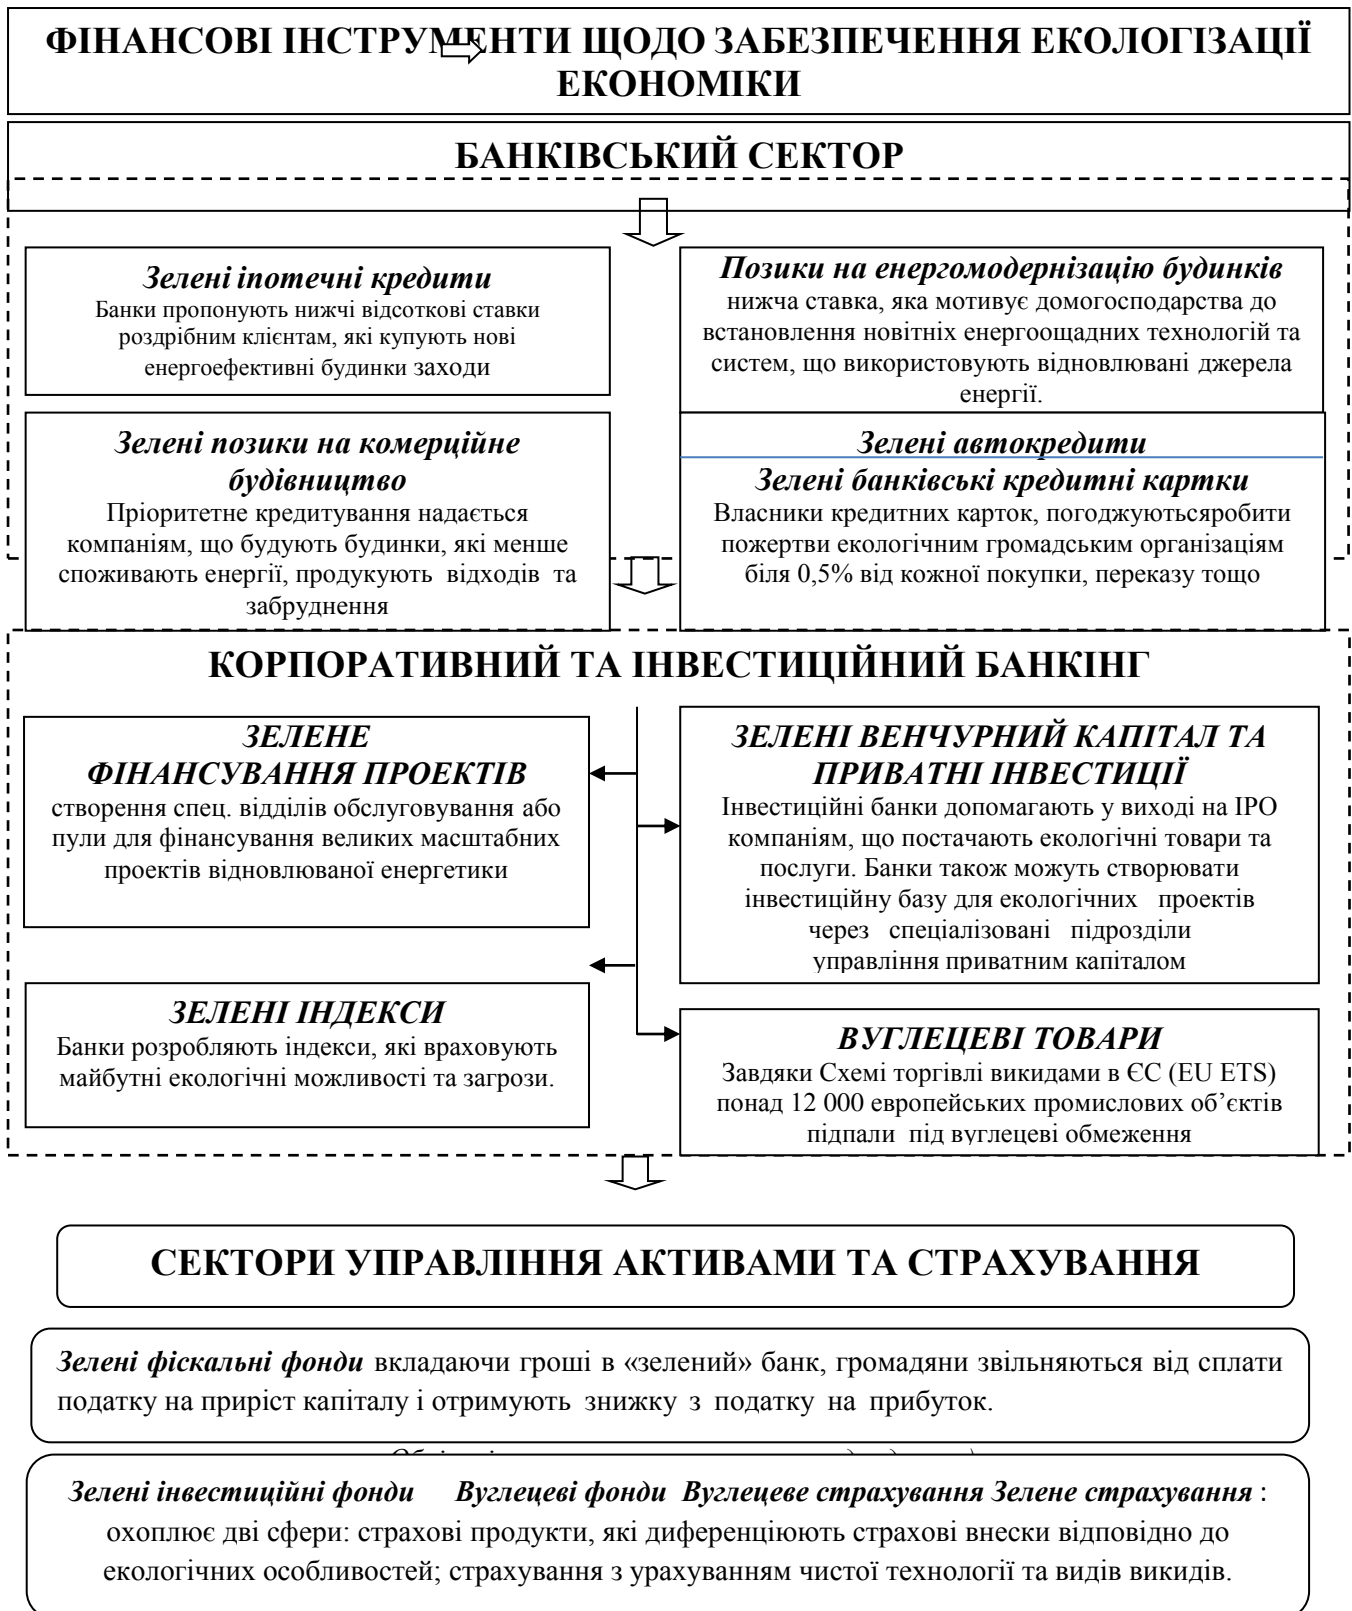 ФІНАНСОВІ ІНСТРУМЕНТИ ЩОДО ЗАБЕЗПЕЧЕННЯ ЕКОЛОГІЗАЦІЇ
ЕКОНОМІКИ
БАНКІВСЬКИЙ СЕКТОР
Зелені іпотечні кредити
Банки пропонують нижчі відсоткові ставки
роздрібним клієнтам, які купують нові
енергоефективні будинки заходи
Позики на енергомодернізацію будинків
нижча ставка, яка мотивує домогосподарства до
встановлення новітніх енергоощадних технологій та
систем, що використовують відновлювані джерела
енергії.
Зелені позики на комерційне
будівництво
Пріоритетне кредитування надається
компаніям, що будують будинки, які менше
споживають енергії, продукують відходів та
забруднення
Зелені автокредити
Зелені банківські кредитні картки
Власники кредитних карток, погоджуютьсяробити
пожертви екологічним громадським організаціям
біля 0,5% від кожної покупки, переказу тощо
КОРПОРАТИВНИЙ ТА ІНВЕСТИЦІЙНИЙ БАНКІНГ
ЗЕЛЕНЕ
ФІНАНСУВАННЯ ПРОЕКТІВ
створення спец. відділів обслуговування або
пули для фінансування великих масштабних
проектів відновлюваної енергетики
ЗЕЛЕНІ ВЕНЧУРНИЙ КАПІТАЛ ТА
ПРИВАТНІ ІНВЕСТИЦІЇ
Інвестиційні банки допомагають у виході на IPO
компаніям, що постачають екологічні товари та
послуги. Банки також можуть створювати
інвестиційну базу для екологічних проектів
через спеціалізовані підрозділи
управління приватним капіталом
ЗЕЛЕНІ ІНДЕКСИ
Банки розробляють індекси, які враховують
майбутні екологічні можливості та загрози.
ВУГЛЕЦЕВІ ТОВАРИ
Завдяки Схемі торгівлі викидами в ЄС (EU ETS)
понад 12 000 европейських промислових об’єктів
підпали під вуглецеві обмеження
СЕКТОРИ УПРАВЛІННЯ АКТИВАМИ ТА СТРАХУВАННЯ
Зелені фіскальні фонди вкладаючи гроші в «зелений» банк, громадяни звільняються від сплати
податку на приріст капіталу і отримують знижку з податку на прибуток.
Зелені інвестиційні фонди Вуглецеві фонди Вуглецеве страхування Зелене страхування :
охоплює дві сфери: страхові продукти, які диференціюють страхові внески відповідно до
екологічних особливостей; страхування з урахуванням чистої технології та видів викидів.